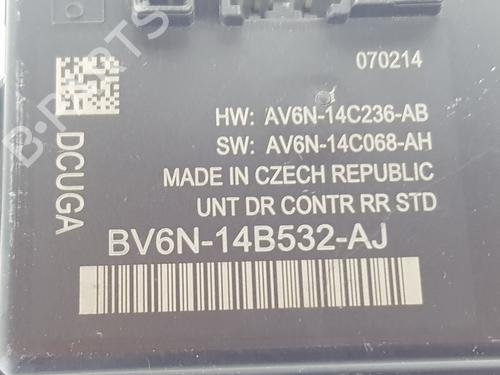 070214
HW: AV6N-14C236-AB
SW: AV6N-14C068-AH
MADE IN CZECH REPUBLIC
UNT DR CONTR RR STD
BV6N-14B532-AJ
DCUGA
B-PARTS